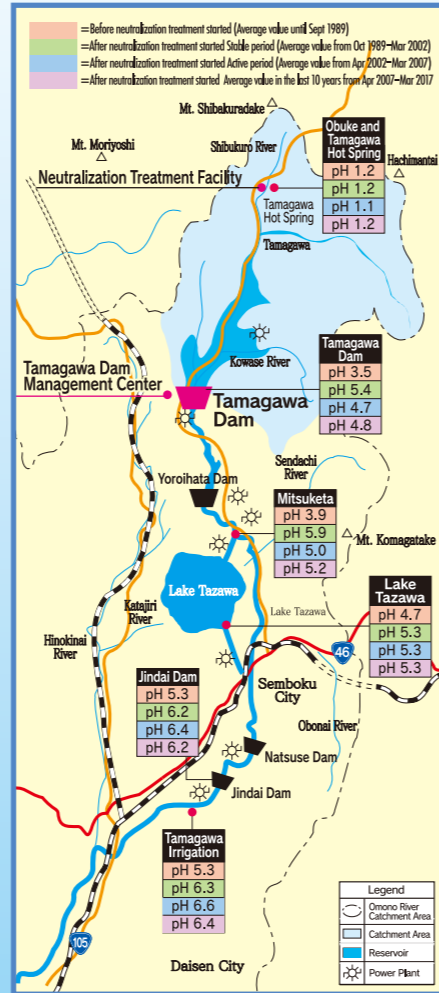 =Before neutralization treatment started (Average value until Sept 1989)
=After neutralization treatment started Stable period (Average value from Oct 1989-Mar 2002)
=After neutralization treatment started Active period (Average value from Apr 2002-Mar 2007)
=After neutralization treatment started Average value in the last 10 years from Apr 2007-Mar 2017
Mt. Shibakuradake
Mt. Moriyoshi
Shibukuro River
Obuke and
Tamagawa
Hot Spring
pH 1.2
pH 1.2
pH 1.1
pH 1.2
Hachimantai
Neutralization Treatment Facility
Tamagawa
Hot Spring
Tamagawa
Kowase River
Tamagawa
Dam
pH 3.5
pH 5.4
pH 4.7
pH 4.8
Tamagawa Dam
Management Center
Tamagawa
Dam
Sendachi
River
Yoroihata Dam
Mitsuketa
pH 3.9
pH 5.9
pH 5.0
pH 5.2
Mt. Komagatake
Lake Tazawa
Lake Tazawa
Lake
Tazawa
pH 4.7
pH 5.3
pH 5.3
pH 5.3
Katajiri
River
Hinokinai
River
46
Jindai Dam
pH 5.3
pH 6.2
pH 6.4
pH 6.2
Semboku
City
Obonai River
Natsuse Dam
Jindai Dam
Tamagawa
Irrigation
pH 5.3
pH 6.3
pH 6.6
pH 6.4
105
Daisen City
Legend
Omono River
Catchment Area
Catchment Area
Reservoir
Power Plant